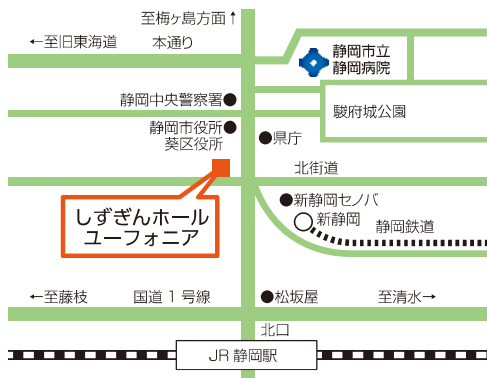 至梅ヶ島方面↑
←至旧東海道
本通り
静岡市立
静岡病院
静岡中央警察署●
駿府城公園
静岡市役所●
葵区役所
●県庁
北街道
●新静岡セノバ
しずぎんホール
ユーフォニア
新静岡
静岡鉄道
←至藤枝
国道1号線
●松坂屋
至清水→
北口
JR静岡駅